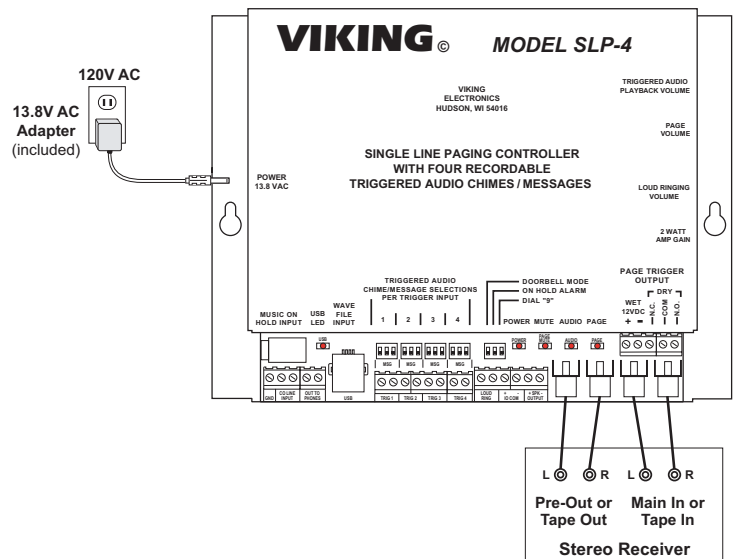 VIKING ©
MODEL SLP-4
120V AC
13.8V AC
Adapter
(included)
VIKING
ELECTRONICS
HUDSON, WI 54016
TRIGGERED AUDIO
PLAYBACK VOLUME
PAGE
VOLUME
SINGLE LINE PAGING CONTROLLER
WITH FOUR RECORDABLE
TRIGGERED AUDIO CHIMES / MESSAGES
POWER
13.8 VAC
LOUD RINGING
VOLUME
2 WATT
AMP GAIN
PAGE TRIGGER
OUTPUT
DRY
WET
12VDC
+ –
N.C.
COM
N.O.
TRIGGERED AUDIO
CHIME/MESSAGE SELECTIONS
PER TRIGGER INPUT
1 2 3 4
DOORBELL MODE
ON HOLD ALARM
DIAL "9"
MUSIC ON
HOLD INPUT
USB
LED
WAVE
FILE
INPUT
POWER MUTE AUDIO PAGE
USB
POWER
PAGE
MUTE
AUDIO
PAGE
MSG MSG MSG MSG
GND
CO LINE
INPUT
OUT TO
PHONES
USB
TRIG 1 TRIG 2 TRIG 3 TRIG 4
LOUD
RING
+ -
IO COM
+ SPK -
OUTPUT
L R L R
Pre-Out or
Tape Out
Main In or
Tape In
Stereo Receiver